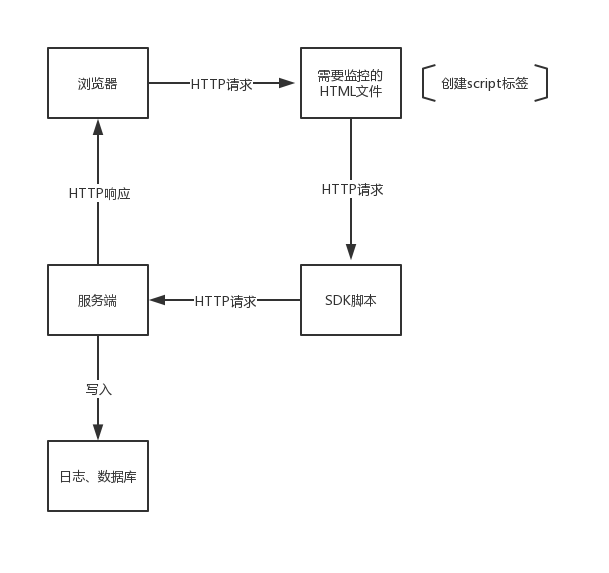 浏览器
HTTP请求
需要监控的
HTML文件
创建script标签
HTTP响应
HTTP请求
服务端
HTTP请求
SDK脚本
写入
日志、数据库